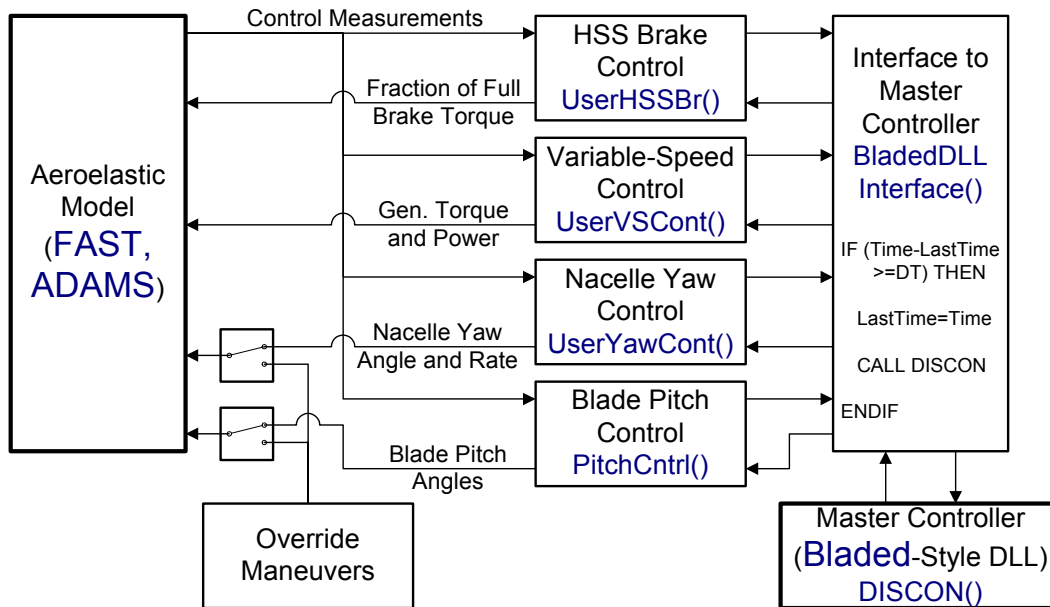 Control Measurements
HSS Brake
Control
UserHSSBr()
Fraction of Full
Brake Torque
Variable-Speed
Control
UserVSCont()
Gen. Torque
and Power
Nacelle Yaw
Control
UserYawCont()
Nacelle Yaw
Angle and Rate
Blade Pitch
Control
PitchCntrl()
Blade Pitch
Angles
Aeroelastic
Model
(FAST,
ADAMS)
Interface to
Master
Controller
BladedDLL
Interface()
IF (Time-LastTime
>=DT) THEN
LastTime=Time
CALL DISCON
ENDIF
Override
Maneuvers
Master Controller
(Bladed-Style DLL)
DISCON()